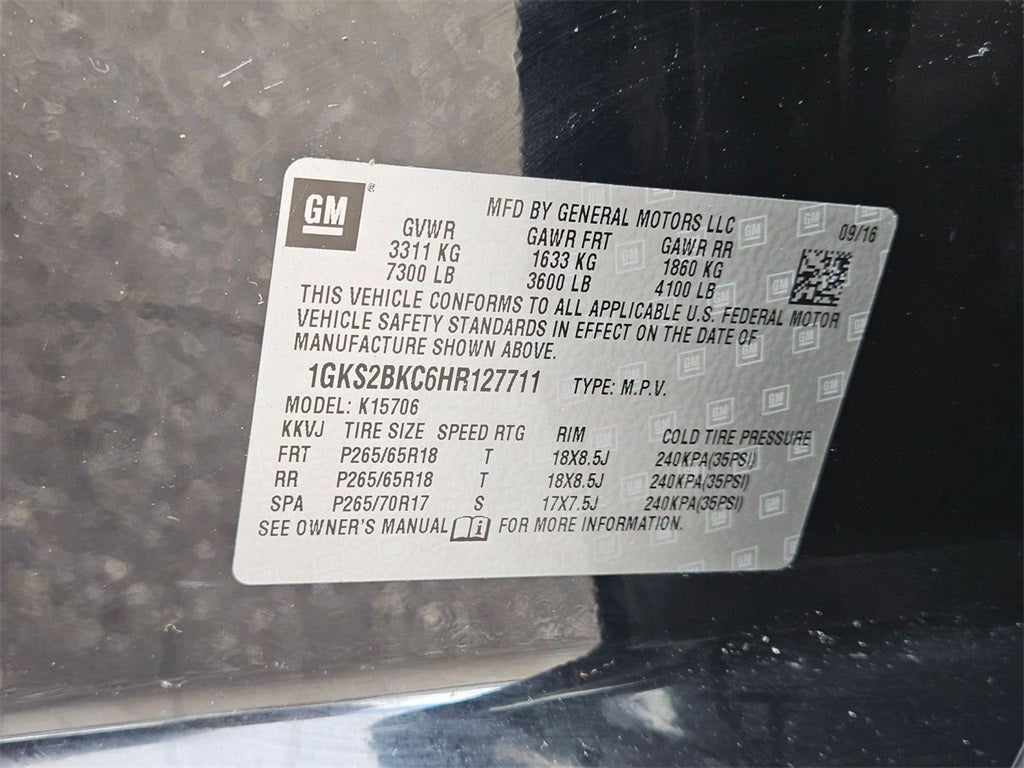 GM ® MFD BY GENERAL MOTORS LLC 09/16
GVWR GAWR FRT GAWR RR
3311 KG 1633 KG 1860 KG
7300 LB 3600 LB 4100 LB
THIS VEHICLE CONFORMS TO ALL APPLICABLE U.S. FEDERAL MOTOR
VEHICLE SAFETY STANDARDS IN EFFECT ON THE DATE OF
MANUFACTURE SHOWN ABOVE.
1GKS2BKC6HR127711 TYPE: M.P.V.
MODEL: K15706
KKVJ TIRE SIZE SPEED RTG RIM COLD TIRE PRESSURE
FRT P265/65R18 T 18X8.5J 240KPA(35PSI)
RR P265/65R18 T 18X8.5J 240KPA(35PSI)
SPA P265/70R17 S 17X7.5J 240KPA(35PSI)
SEE OWNER'S MANUAL FOR MORE INFORMATION.